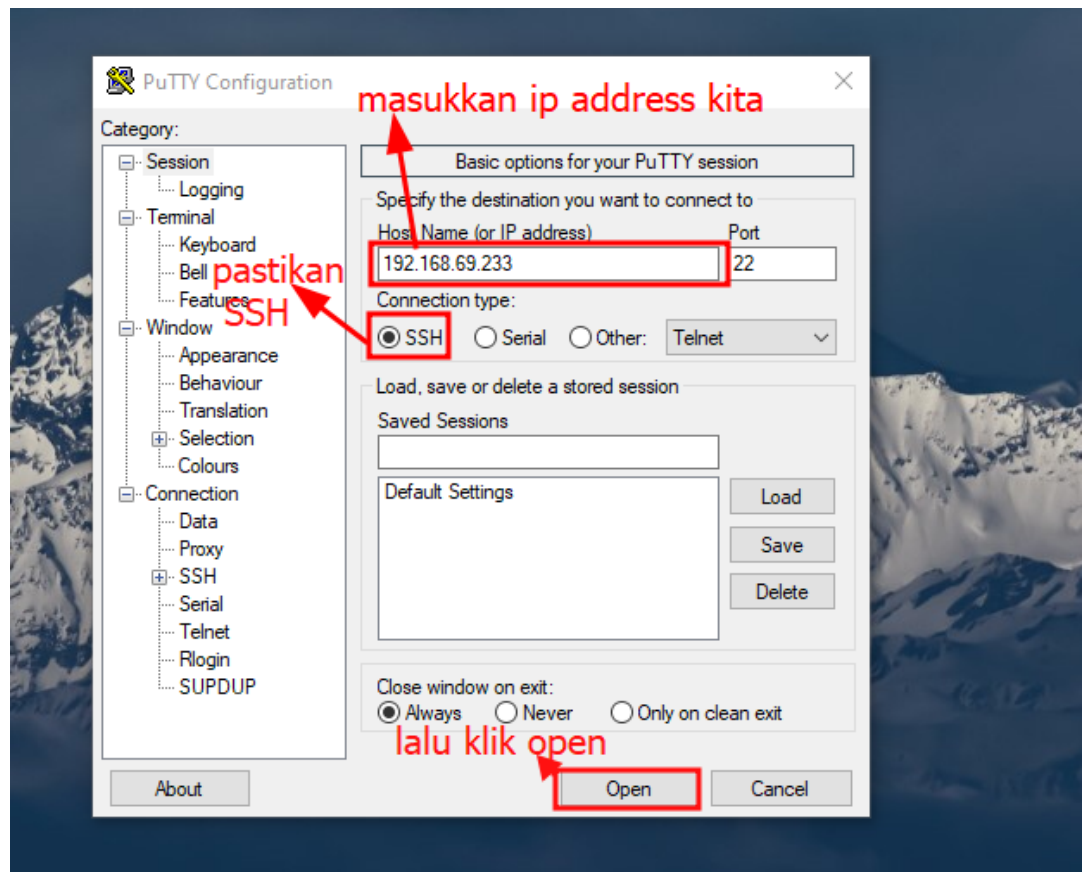 PuTTY Configuration
masukkan ip address kita
Category:
Session
Logging
Terminal
Keyboard
Bell
Features
Window
Appearance
Behaviour
Translation
Selection
Colours
Connection
Data
Proxy
SSH
Serial
Telnet
Rlogin
SUPDUP
pastikan
SSH
Basic options for your PuTTY session
Specify the destination you want to connect to
Host Name (or IP address) Port
192.168.69.233 22
Connection type:
SSH Serial Other: Telnet
Load, save or delete a stored session
Saved Sessions
Default Settings
Load
Save
Delete
Close window on exit:
Always Never Only on clean exit
lalu klik open
About Open Cancel